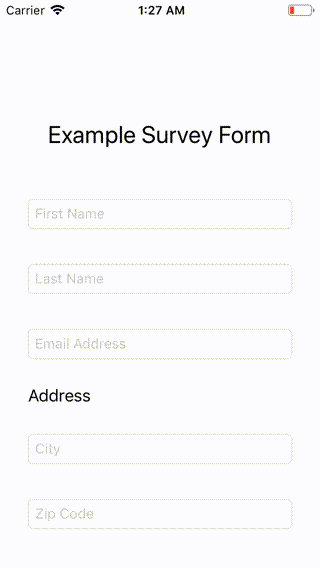 Carrier 1:27 AM
Example Survey Form
First Name
Last Name
Email Address
Address
City
Zip Code